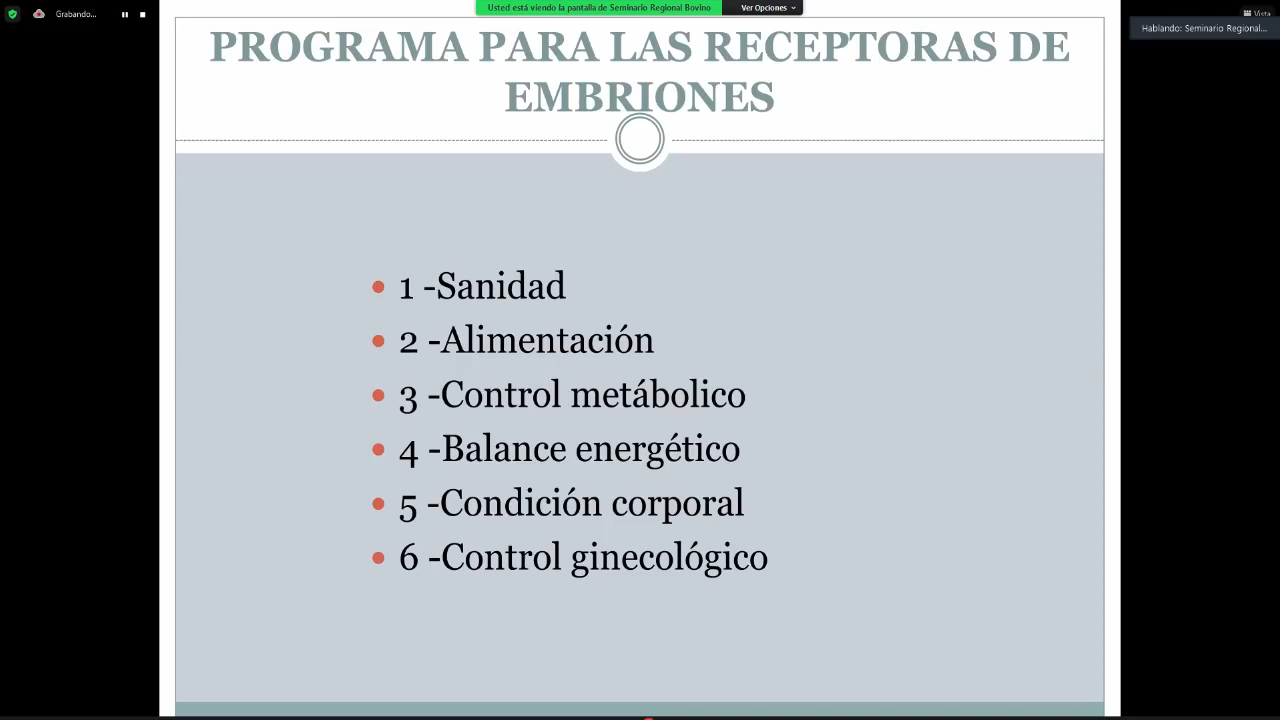 Grabando...
Usted está viendo la pantalla de Seminario Regional Bovino
Ver Opciones
Vista
Hablando: Seminario Regional...
PROGRAMA PARA LAS RECEPTORAS DE
EMBRIONES
1 -Sanidad
2 -Alimentación
3 -Control metábolico
4 -Balance energético
5 -Condición corporal
6 -Control ginecológico